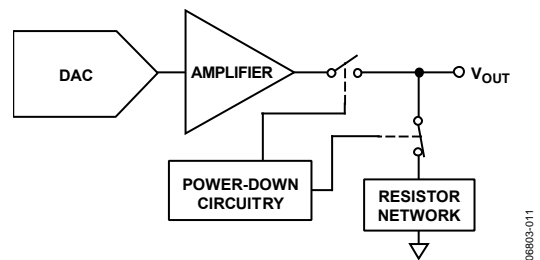 DAC
AMPLIFIER
VOUT
POWER-DOWN
CIRCUITRY
RESISTOR
NETWORK
06803-011